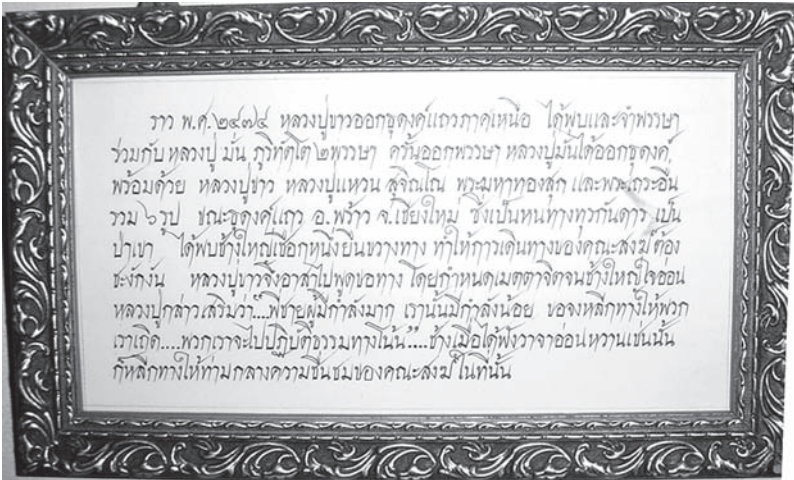 ราว พ.ศ.๒๔๗๔ หลวงปู่ขาวออกธุดงค์แถวภาคเหนือ ได้พบและจำพรรษา
ร่วมกับ หลวงปู่ มั่น ภูริทัตโต ๒พรรษา ครั้นออกพรรษา หลวงปู่มั่นได้ออกธุดงค์,
พร้อมด้วย หลวงปู่ขาว หลวงปู่แหวน สุจิณโณ พระมหาทองสุก และพระเถระอื่น
รวม ๖ รูป ขณะธุดงค์แถว อ.พร้าว จ.เชียงใหม่ ซึ่งเป็นหนทางทุรกันดาร เป็น
ป่าเขา ได้พบช้างใหญ่เชือกหนึ่งยืนขวางทาง ทำให้การเดินทางของคณะสงฆ์ต้อง
ชะงักงัน หลวงปู่ขาวจึงอาสาไปพูดขอทาง โดยกำหนดเมตตาจิตจนช้างใหญ่ใจอ่อน
หลวงปู่กล่าวเสริมว่า“..พี่ชายผู้มีกำลังมาก เรานั้นมีกำลังน้อย ขอจงหลีกทางให้พวก
เราเถิด....พวกเราจะไปปฏิบัติธรรมทางโน้น”....ช้างเมื่อได้ฟังวาจาอ่อนหวานเช่นนั้น
ก็หลีกทางให้ท่ามกลางความชื่นชมของคณะสงฆ์ ในที่นั้น